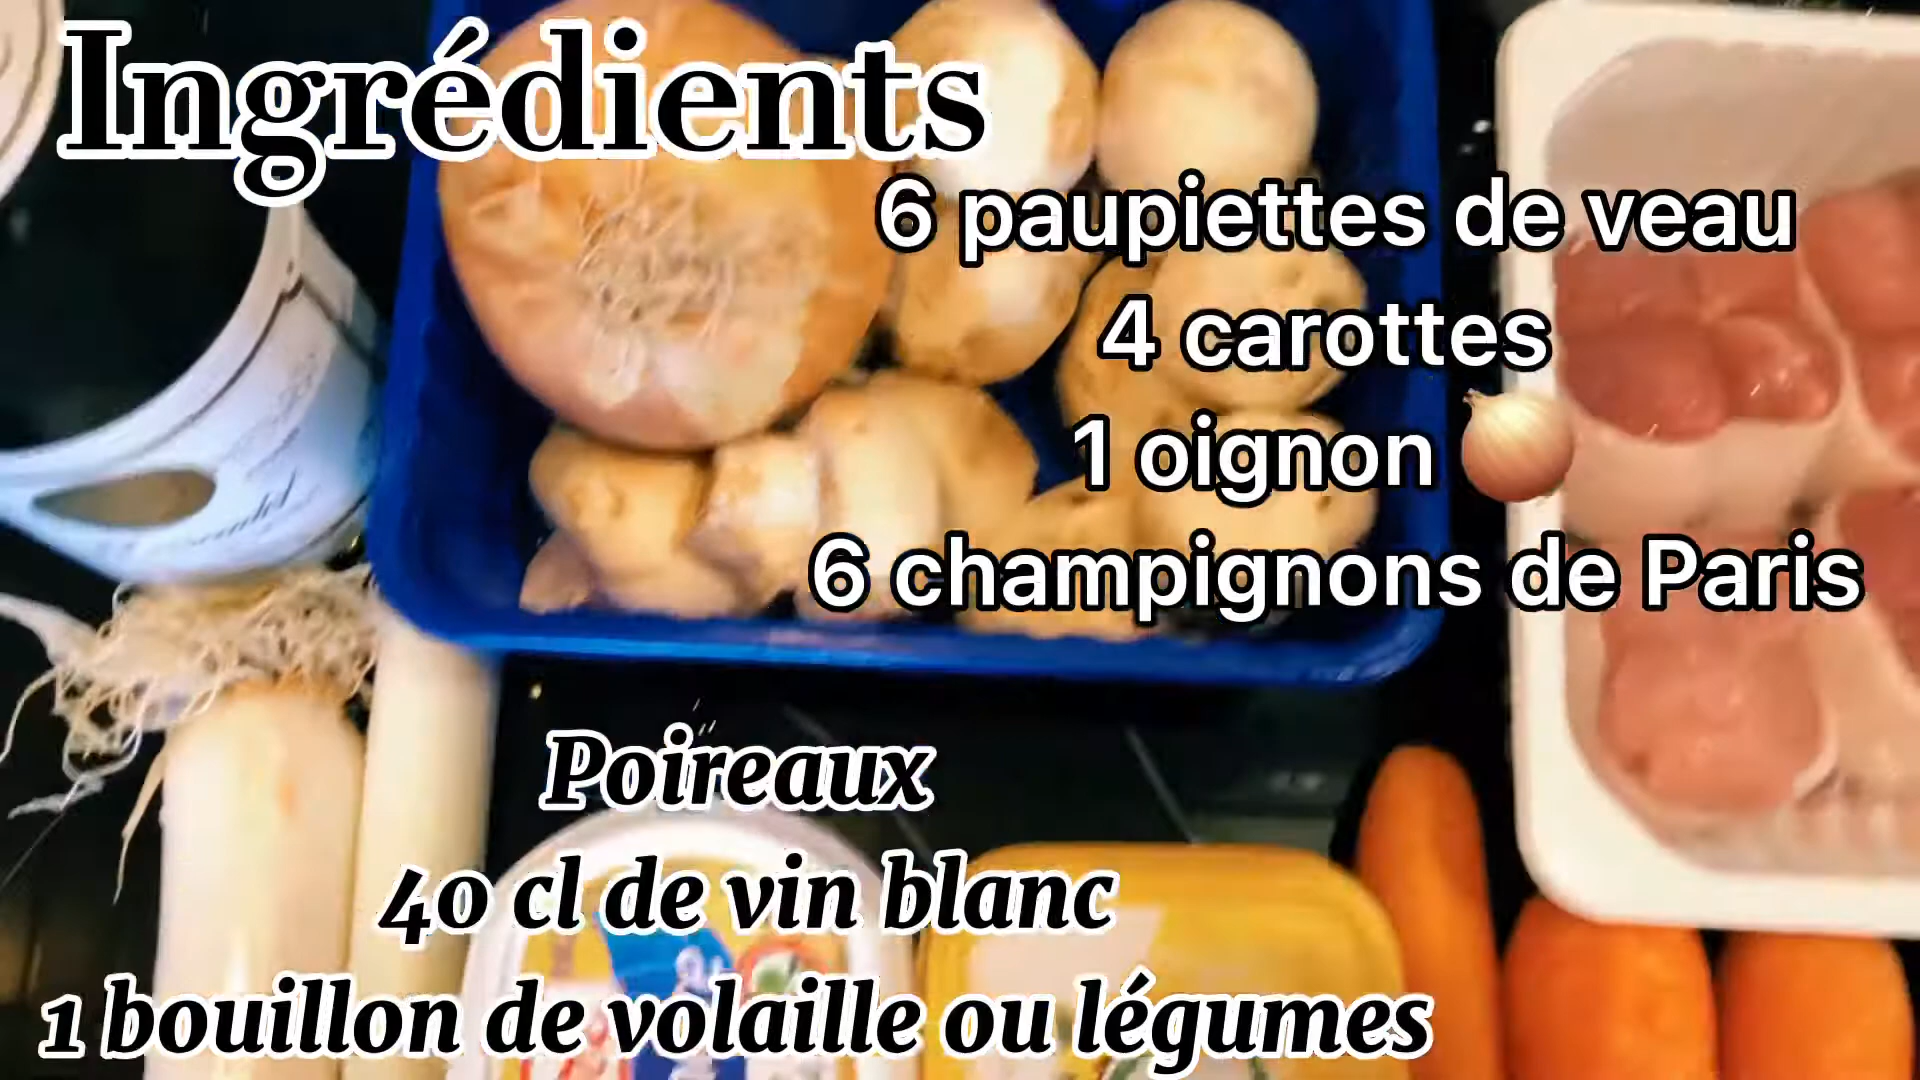 Ingrédients
6 paupiettes de veau
4 carottes
1 oignon
6 champignons de Paris
Poireaux
40 cl de vin blanc
1 bouillon de volaille ou légumes